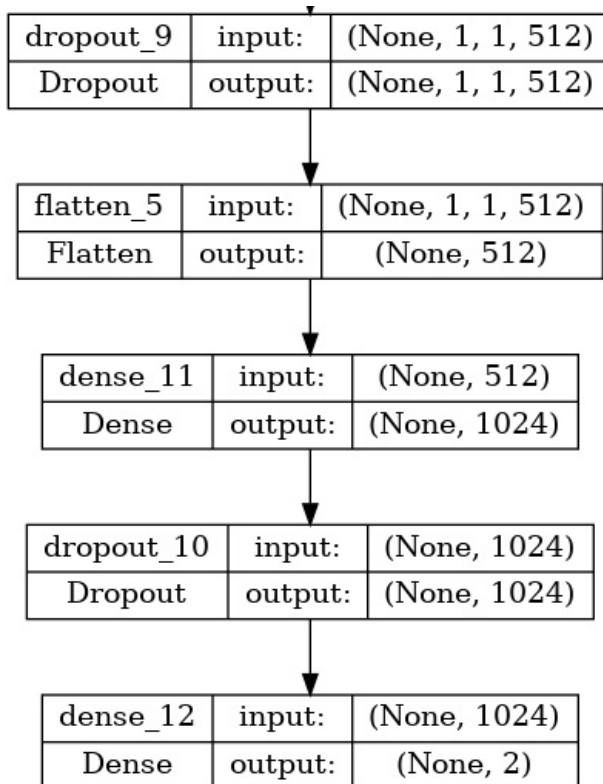 dropout_9 input: (None, 1, 1, 512)
Dropout output: (None, 1, 1, 512)
flatten_5 input: (None, 1, 1, 512)
Flatten output: (None, 512)
dense_11 input: (None, 512)
Dense output: (None, 1024)
dropout_10 input: (None, 1024)
Dropout output: (None, 1024)
dense_12 input: (None, 1024)
Dense output: (None, 2)